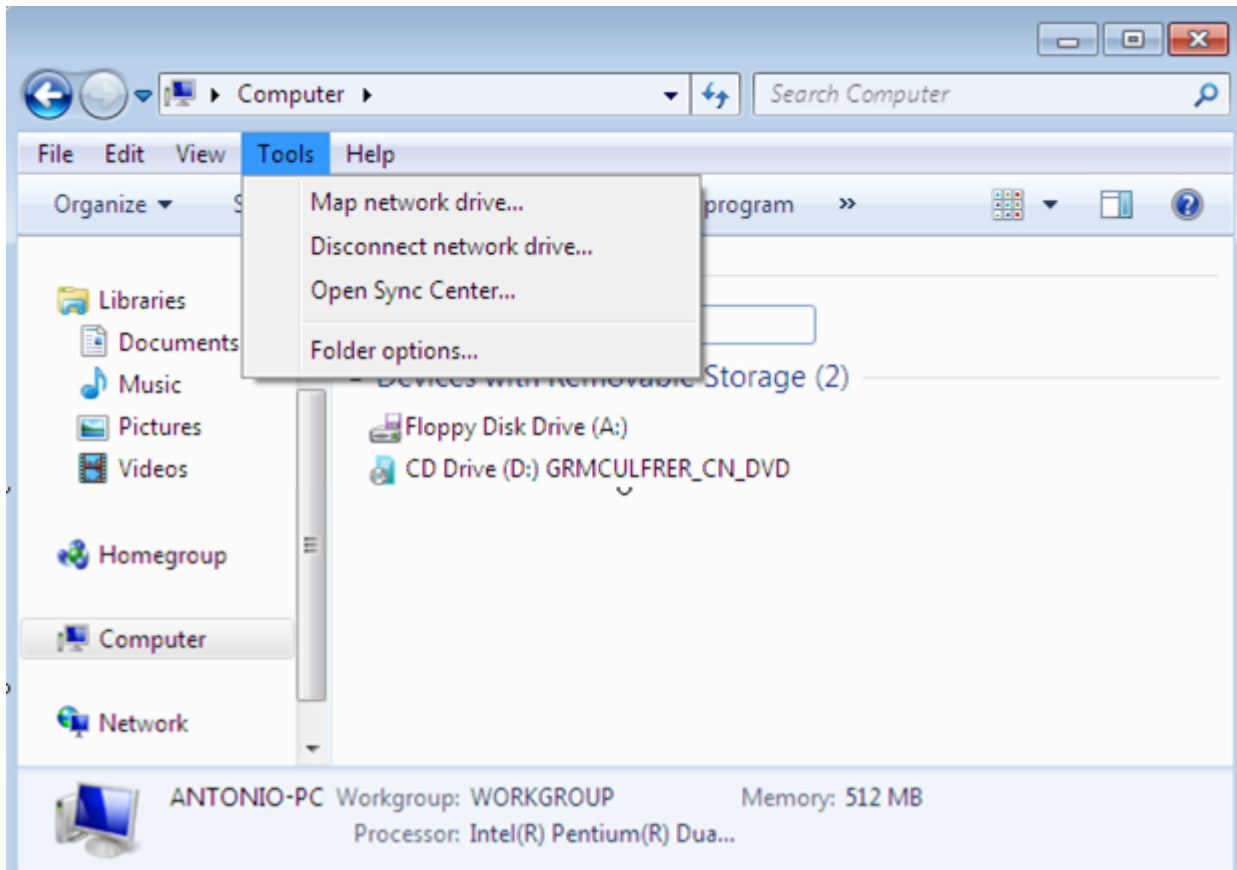 Computer
Search Computer
File Edit View Tools Help
Organize S program »
Map network drive...
Disconnect network drive...
Open Sync Center...
Folder options...
Libraries
Documents
Music
Pictures
Videos
Homegroup
Computer
Network
Devices with Removable Storage (2)
Floppy Disk Drive (A:)
CD Drive (D:) GRMCULFRER_CN_DVD
ANTONIO-PC Workgroup: WORKGROUP Memory: 512 MB
Processor: Intel(R) Pentium(R) Dua...